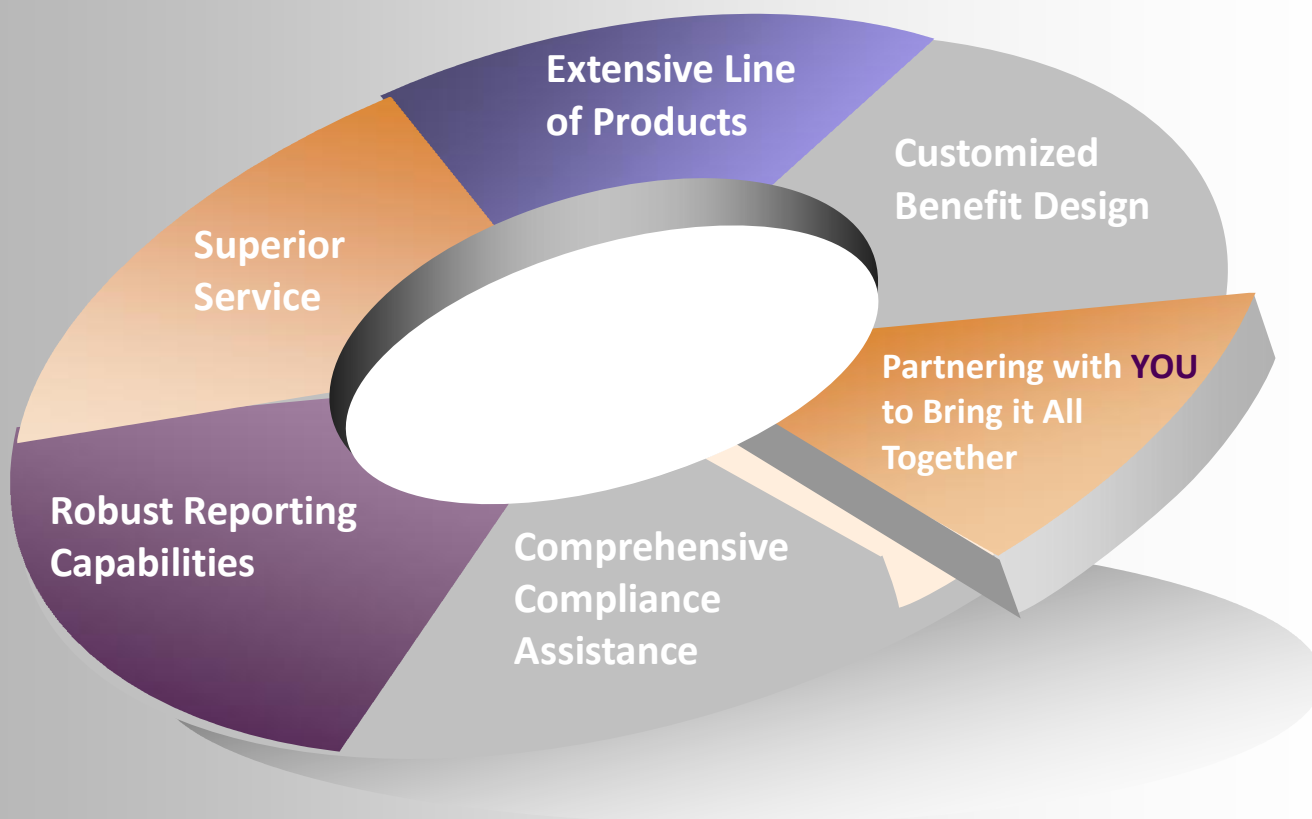 Extensive Line
of Products
Customized
Benefit Design
Superior
Service
Partnering with YOU
to Bring it All
Together
Robust Reporting
Capabilities
Comprehensive
Compliance
Assistance